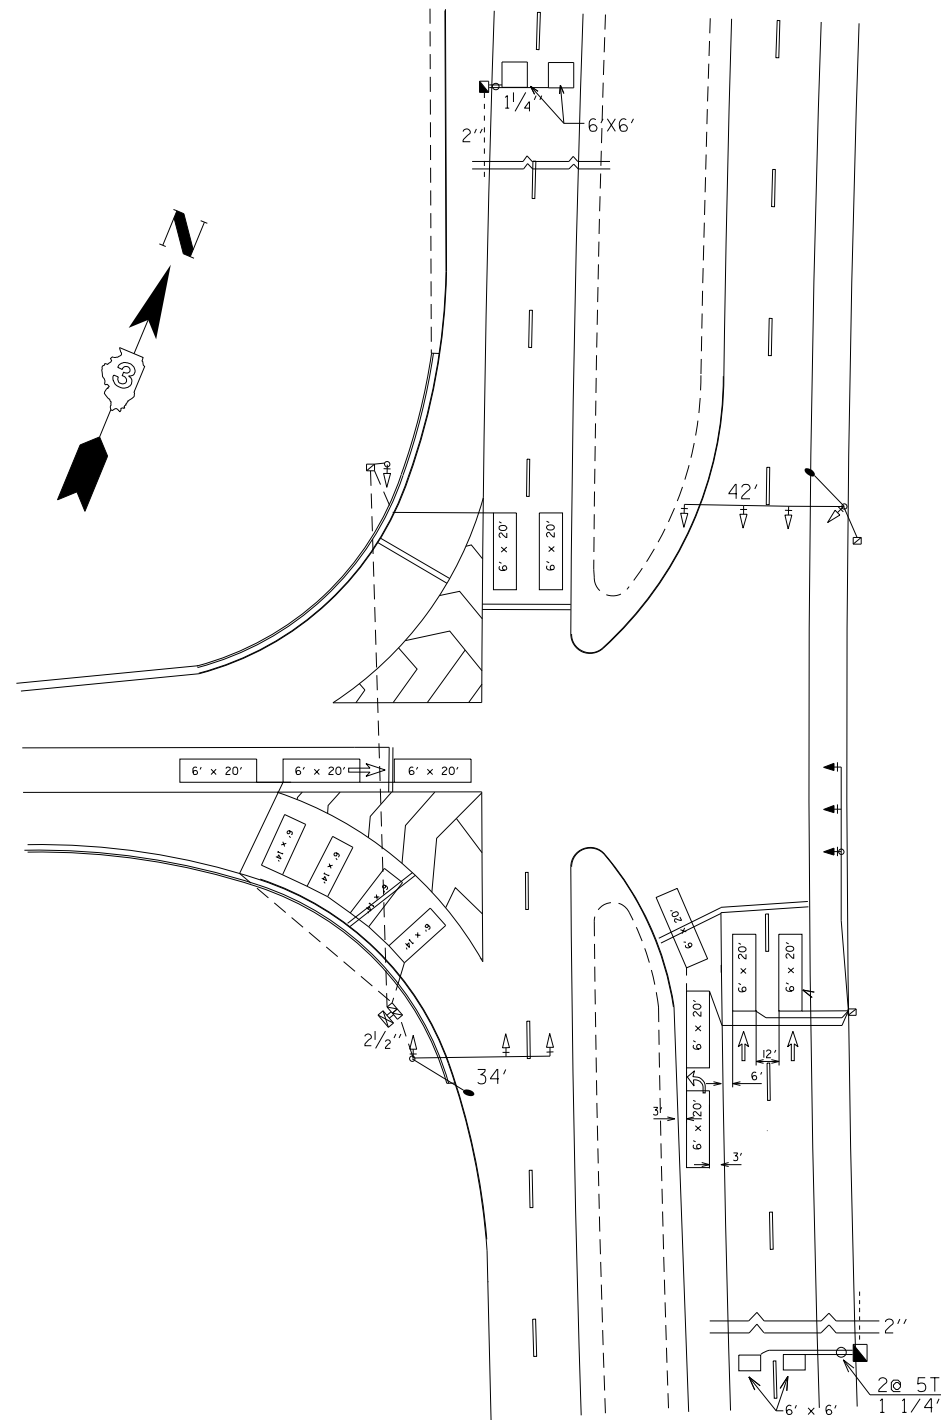 1 1/4''
6'X6'
2''
N
3
42'
6' x 20'
6' x 20'
6' x 20'
6' x 20'
6' x 20'
6' x 14'
6' x 14'
6' x 14'
6' x 14'
6' x 20'
6' x 20'
6' x 20'
6' x 20'
2 1/2''
34'
12'
6'
6' x 20'
3'
3'
2''
2@ 5T
1 1/4'
6' x 6'